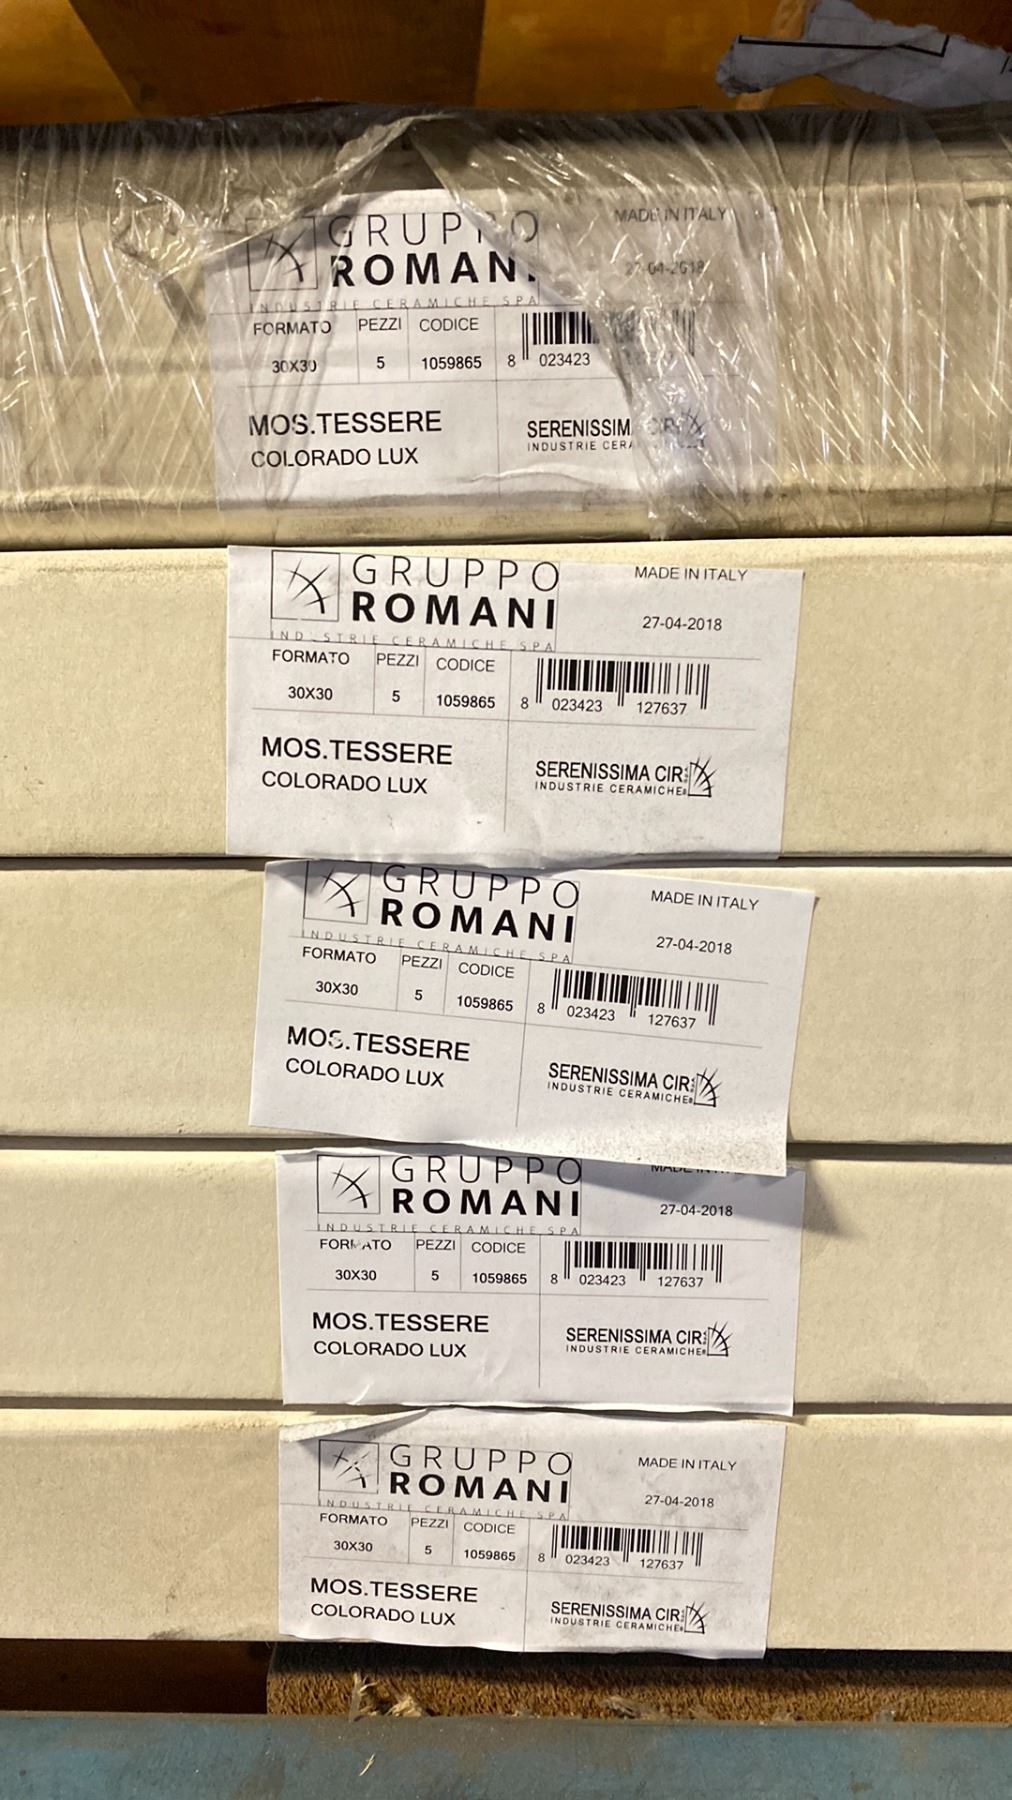 GRUPPO
ROMANI
INDUSTRIE CERAMICHE SPA
MADE IN ITALY
27-04-2018
FORMATO PEZZI CODICE
30X30 5 1059865
8 023423
MOS.TESSERE
COLORADO LUX
SERENISSIMA CIR
INDUSTRIE CERA
GRUPPO
ROMANI
INDUSTRIE CERAMICHE SPA
MADE IN ITALY
27-04-2018
FORMATO PEZZI CODICE
30X30 5 1059865
8 023423 127637
MOS.TESSERE
COLORADO LUX
SERENISSIMA CIR
INDUSTRIE CERAMICHE
GRUPPO
ROMANI
INDUSTRIE CERAMICHE SPA
MADE IN ITALY
27-04-2018
FORMATO PEZZI CODICE
30X30 5 1059865
8 023423 127637
MOS.TESSERE
COLORADO LUX
SERENISSIMA CIR
INDUSTRIE CERAMICHE
GRUPPO
ROMANI
INDUSTRIE CERAMICHE SPA
MADE IN ITA
27-04-2018
FORMATO PEZZI CODICE
30X30 5 1059865
8 023423 127637
MOS.TESSERE
COLORADO LUX
SERENISSIMA CIR
INDUSTRIE CERAMICHE
GRUPPO
ROMANI
INDUSTRIE CERAMICHE SPA
MADE IN ITALY
27-04-2018
FORMATO PEZZI CODICE
30X30 5 1059865
8 023423 127637
MOS.TESSERE
COLORADO LUX
SERENISSIMA CIR
INDUSTRIE CERAMICHE